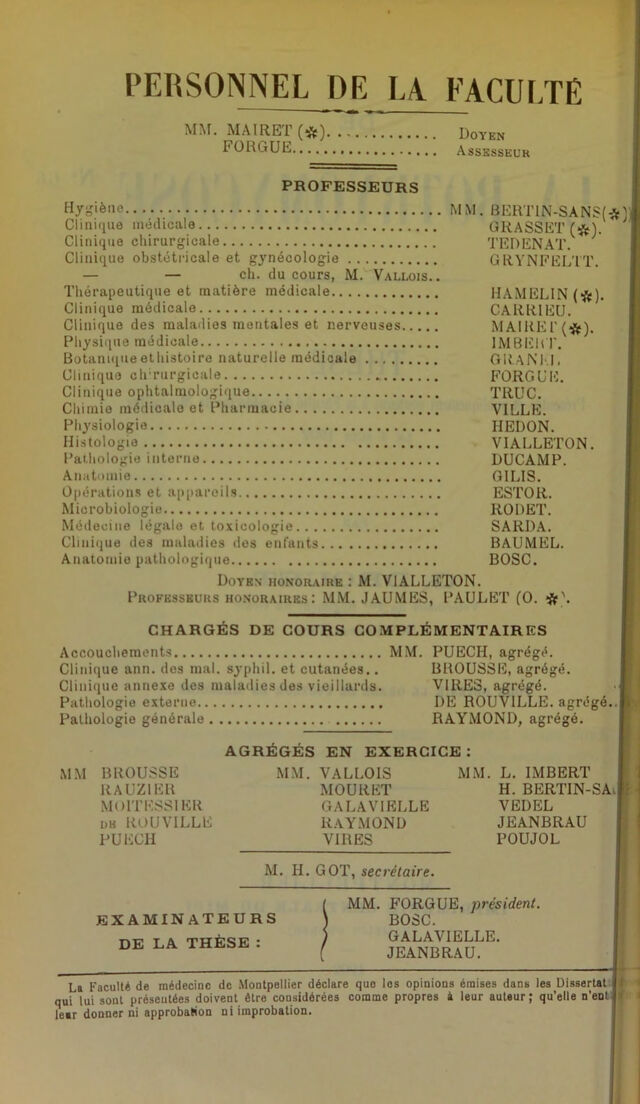 PERSONNEL DE LA FACULTÉ
MM. MAIRET (✻)............... DOYEN
FORGUE.................. ASSESSEUR
PROFESSEURS
Hygiène........................................ MM. BERTIN-SANS(✻)
Clinique médicale.............................. GRASSET (✻).
Clinique chirurgicale.......................... TEDENAT.
Clinique obstétricale et gynécologie ............ GRYNFELTT.
— — ch. du cours, M. VALLOIS..
Thérapeutique et matière médicale............... HAMELIN (✻).
Clinique médicale.............................. CARRIEU.
Clinique des maladies mentales et nerveuses..... MAIRET (✻).
Physique médicale.............................. IMBERT.
Botanique et histoire naturelle médicale ......... GRANEL.
Clinique chirurgicale.......................... FORGUE.
Clinique ophtalmologique....................... TRUC.
Chimie médicale et Pharmacie................... VILLE.
Physiologie.................................... HEDON.
Histologie .................................... VIALLETON.
Pathologie interne............................. DUCAMP.
Anatomie....................................... GILIS.
Opérations et appareils........................ ESTOR.
Microbiologie.................................. RODET.
Médecine légale et toxicologie................. SARDA.
Clinique des maladies des enfants.............. BAUMEL.
Anatomie pathologique.......................... BOSC.
DOYEN HONORAIRE : M. VIALLETON.
PROFESSEURS HONORAIRES : MM. JAUMES, PAULET (O. ✻).
CHARGÉS DE COURS COMPLÉMENTAIRES
Accouchements............................ MM. PUECH, agrégé.
Clinique ann. des mal. syphil. et cutanées.. BROUSSE, agrégé.
Clinique annexe des maladies des vieillards. VIRES, agrégé.
Pathologie externe......................... DE ROUVILLE. agrégé..
Pathologie générale ....................... RAYMOND, agrégé.
AGRÉGÉS EN EXERCICE :
MM BROUSSE MM. VALLOIS MM. L. IMBERT
RAUZIER MOURET H. BERTIN-SA
MOITESSIER GALAVIELLE VEDEL
DE ROUVILLE RAYMOND JEANBRAU
PUECH VIRES POUJOL
M. H. GOT, secrétaire.
EXAMINATEURS
DE LA THÈSE :
MM. FORGUE, président.
BOSC.
GALAVIELLE.
JEANBRAU.
La Faculté de médecine de Montpellier déclare que les opinions émises dans les Dissertat
qui lui sont présentées doivent être considérées comme propres à leur auteur ; qu'elle n'ent
leur donner ni approbation ni improbation.